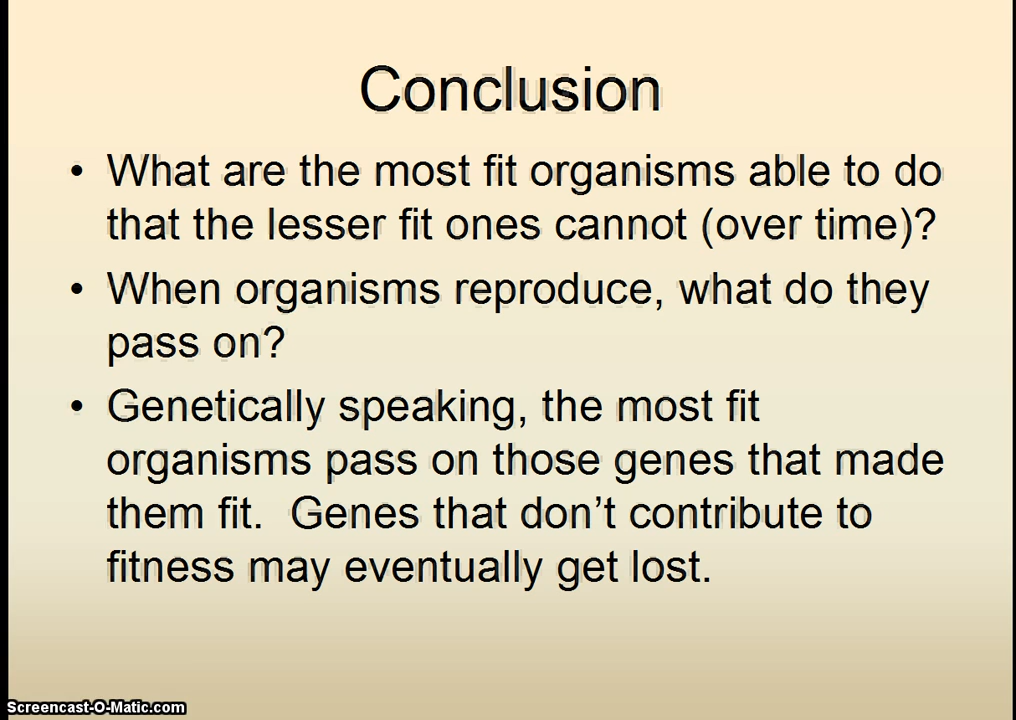 Conclusion
• What are the most fit organisms able to do
that the lesser fit ones cannot (over time)?
• When organisms reproduce, what do they
pass on?
• Genetically speaking, the most fit
organisms pass on those genes that made
them fit.  Genes that don’t contribute to
fitness may eventually get lost.
Screencast-O-Matic.com